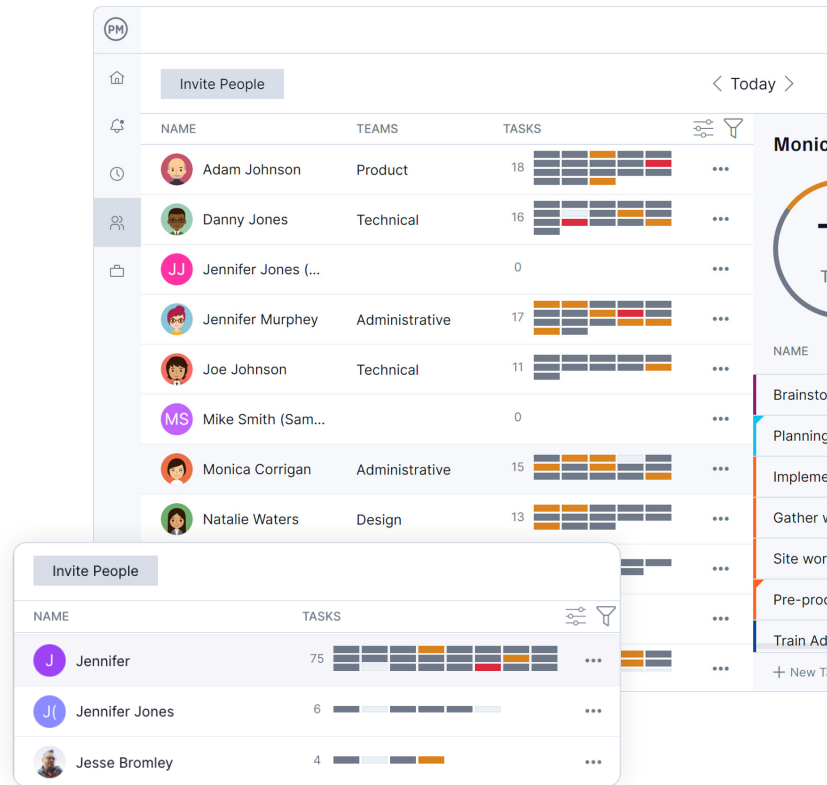 PM
Invite People
Today
NAME TEAMS TASKS
Monic
Adam Johnson Product 18
Danny Jones Technical 16
JJ Jennifer Jones (... 0
T
Jennifer Murphey Administrative 17
NAME
Joe Johnson Technical 11
Brainsto
MS Mike Smith (Sam... 0
Planning
Monica Corrigan Administrative 15
Impleme
Natalie Waters Design 13
Gather
Site wor
Pre-proc
Train Ad
+ New T
Invite People
NAME TASKS
J Jennifer 75
J( Jennifer Jones 6
Jesse Bromley 4